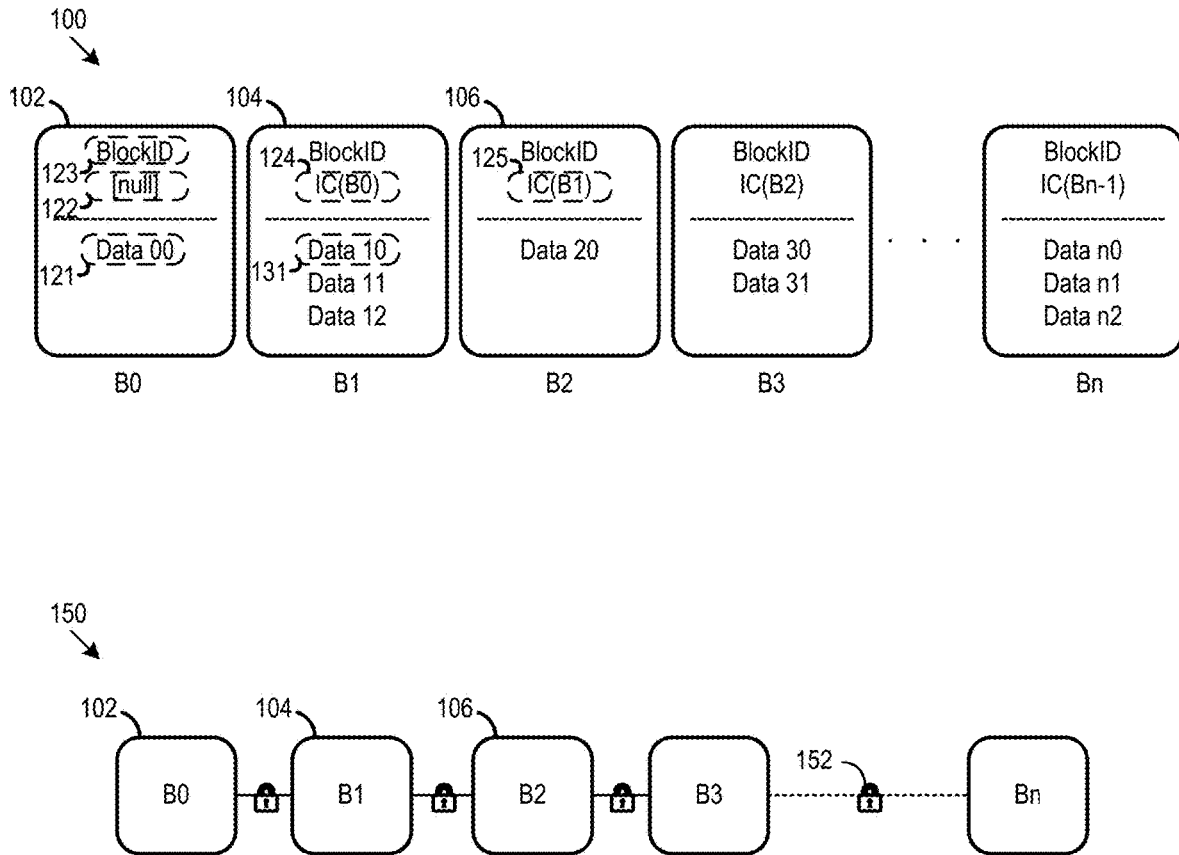 100
102
104
106
BlockID
BlockID
BlockID
BlockID
BlockID
123
124
125
[null]
IC(B0)
IC(B1)
IC(B2)
IC(Bn-1)
122
Data 00
Data 10
Data 20
Data 30
. . . .
Data n0
121
131
Data 11
Data 31
Data n1
Data 12
Data n2
B0
B1
B2
B3
Bn
150
102
104
106
152
B0
B1
B2
B3
Bn